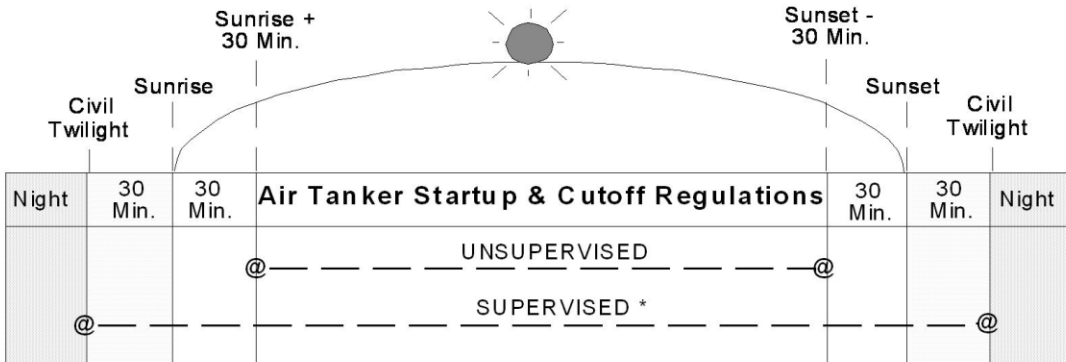 Sunrise +
30 Min.
Sunset -
30 Min.
Sunrise
Sunset
Civil
Twilight
Civil
Twilight
Night
30
Min.
30
Min.
Air Tanker Startup & Cutoff Regulations
30
Min.
30
Min.
Night
UNSUPERVISED
@ @
SUPERVISED *
@ @